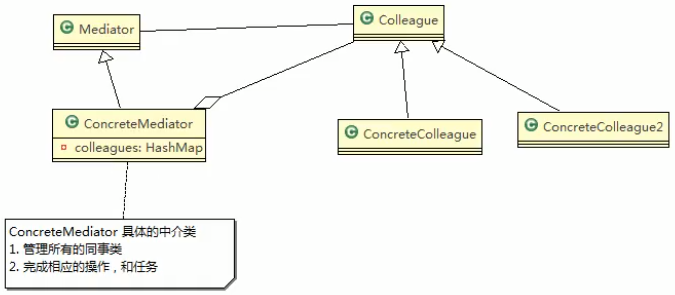 Mediator
Colleague
ConcreteMediator
colleagues: HashMap
ConcreteColleague
ConcreteColleague2
ConcreteMediator 具体的中介类
1. 管理所有的同事类
2. 完成相应的操作，和任务